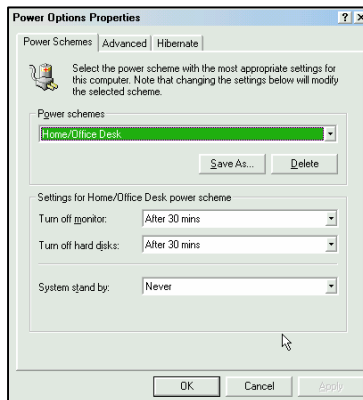 Power Options Properties
Power Schemes Advanced Hibernate
Select the power scheme with the most appropriate settings for
this computer. Note that changing the settings below will modify
the selected scheme.
Power schemes
Home/Office Desk
Save As... Delete
Settings for Home/Office Desk power scheme
Turn off monitor: After 30 mins
Turn off hard disks: After 30 mins
System stand by: Never
OK Cancel Apply